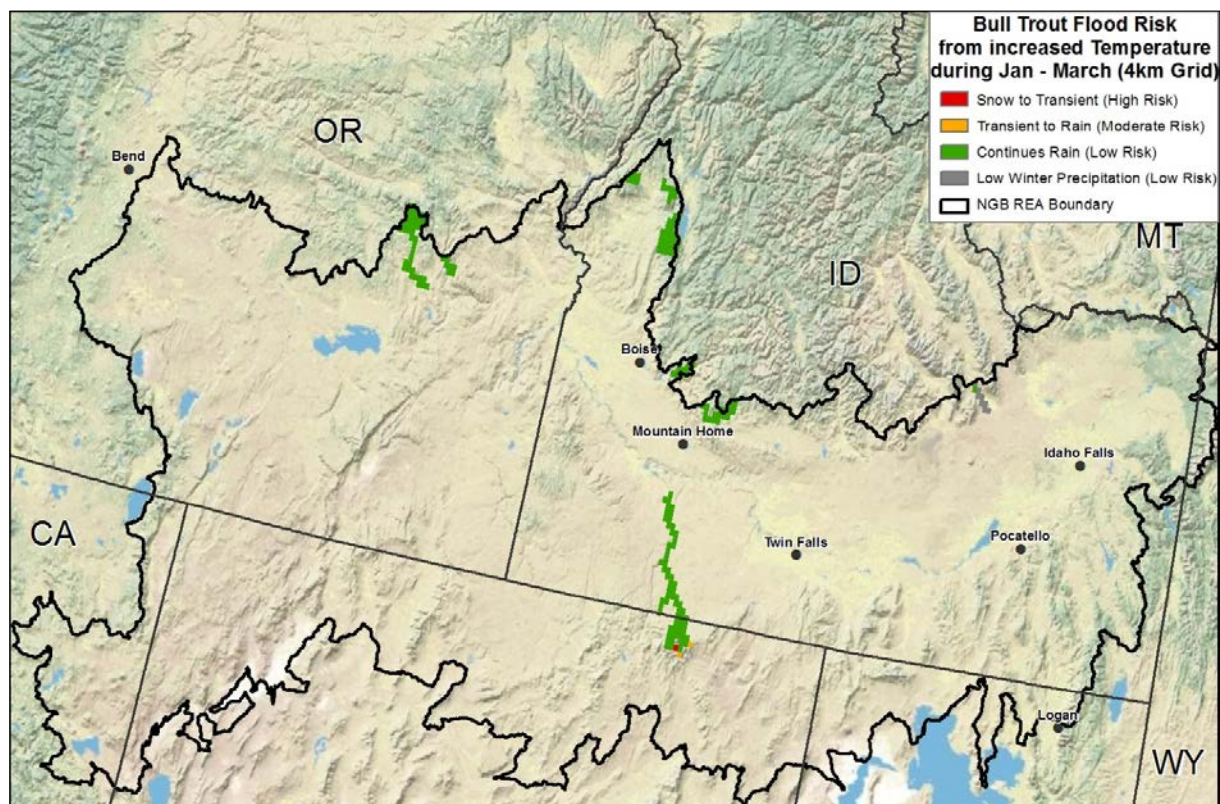 Bull Trout Flood Risk
from increased Temperature
during Jan - March (4km Grid)
Snow to Transient (High Risk)
Transient to Rain (Moderate Risk)
Continues Rain (Low Risk)
Low Winter Precipitation (Low Risk)
NGB REA Boundary
OR
Bend
MT
ID
Boise
Mountain Home
Idaho Falls
CA
Twin Falls
Pocatello
Logan
WY